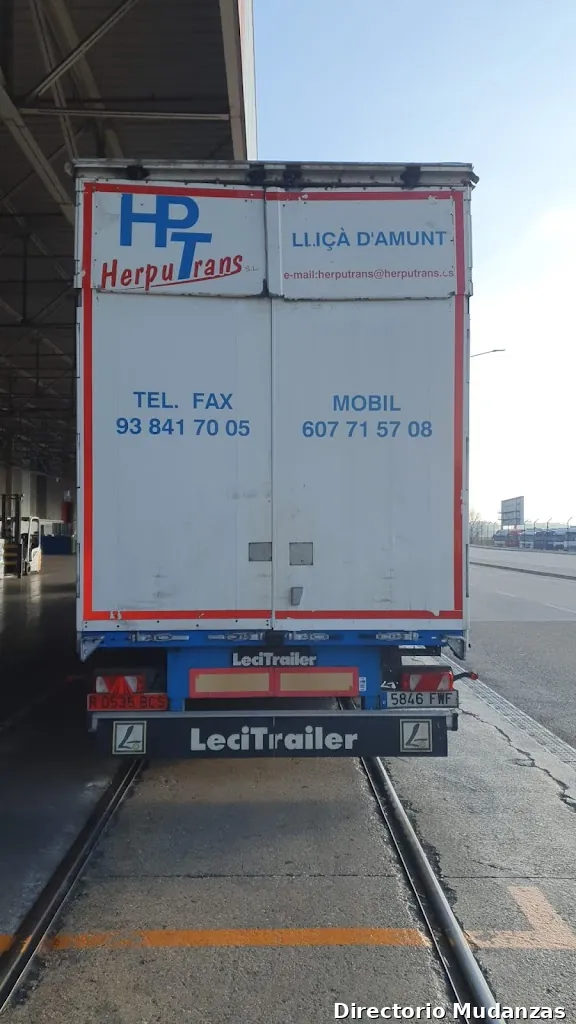 HPT
HerpuTrans S.L.
LLIÇÀ D'AMUNT
e-mail:herputrans@herputrans.es
TEL. FAX
93 841 70 05
MOBIL
607 71 57 08
LeciTrailer
R 0535 BCS
5846 FWF
L LeciTrailer L
Directorio Mudanzas